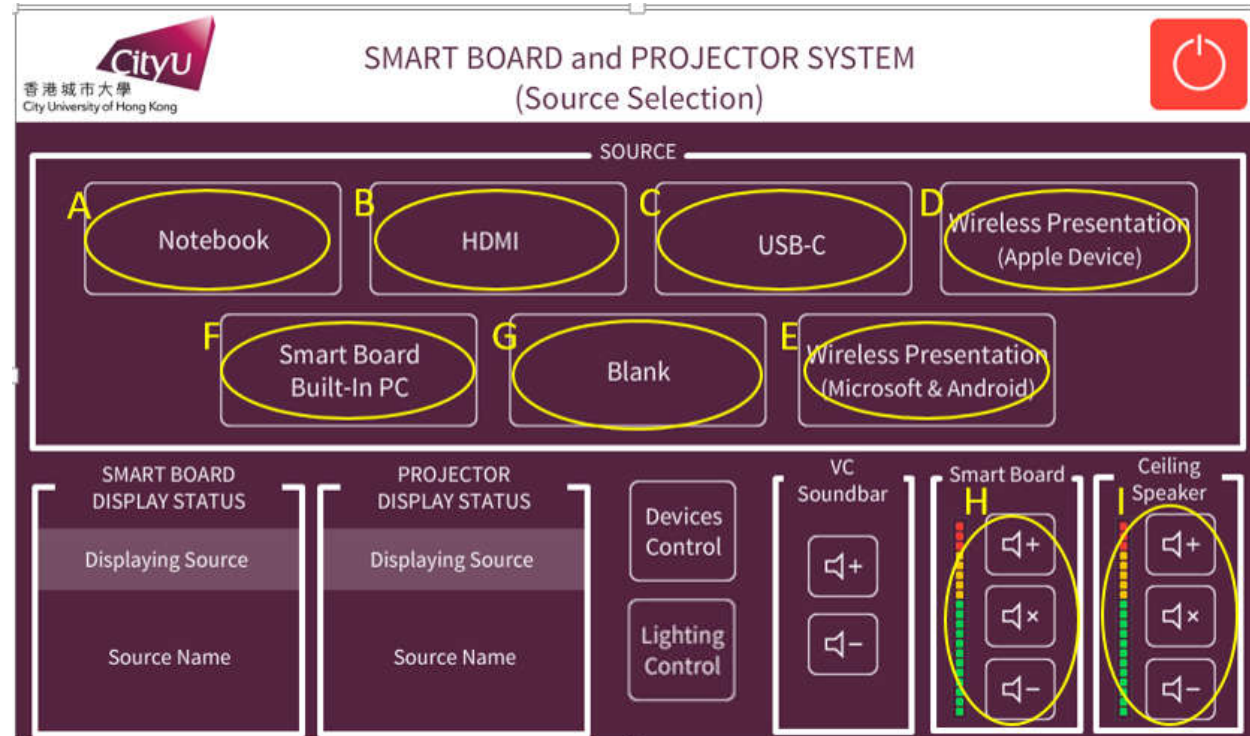 CityU
香港城市大學
City University of Hong Kong
SMART BOARD and PROJECTOR SYSTEM
(Source Selection)
SOURCE
A
Notebook
B
HDMI
C
USB-C
D
Wireless Presentation
(Apple Device)
F
Smart Board
Built-In PC
G
Blank
E
Wireless Presentation
(Microsoft & Android)
SMART BOARD
DISPLAY STATUS
Displaying Source
Source Name
PROJECTOR
DISPLAY STATUS
Displaying Source
Source Name
Devices
Control
Lighting
Control
VC
Soundbar
Smart Board
H
Ceiling
Speaker
I